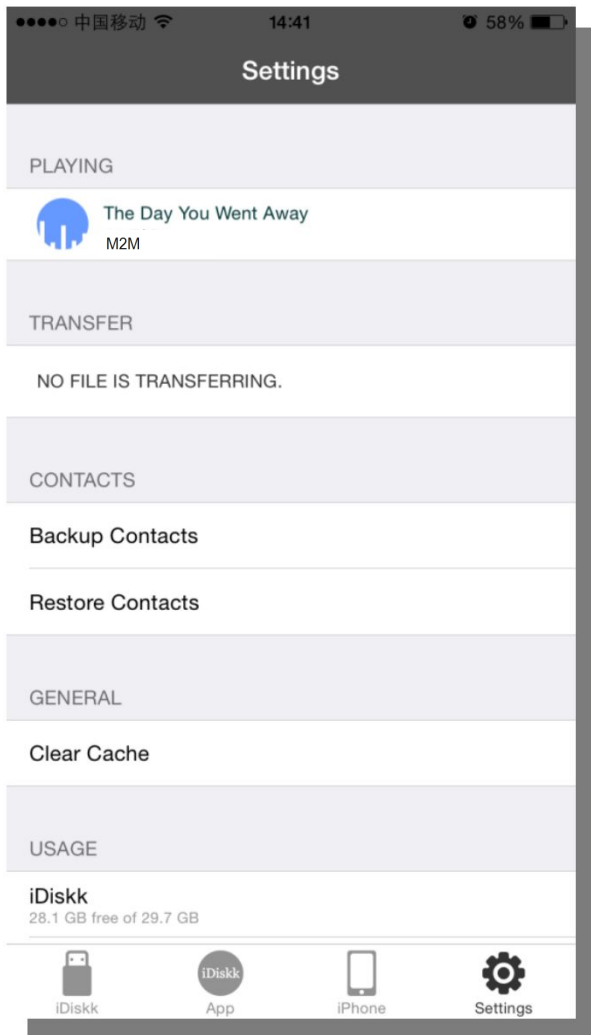 中国移动 14:41 58%
Settings
PLAYING
The Day You Went Away
M2M
TRANSFER
NO FILE IS TRANSFERRING.
CONTACTS
Backup Contacts
Restore Contacts
GENERAL
Clear Cache
USAGE
iDiskk
28.1 GB free of 29.7 GB
iDiskk
iDiskk App iPhone Settings